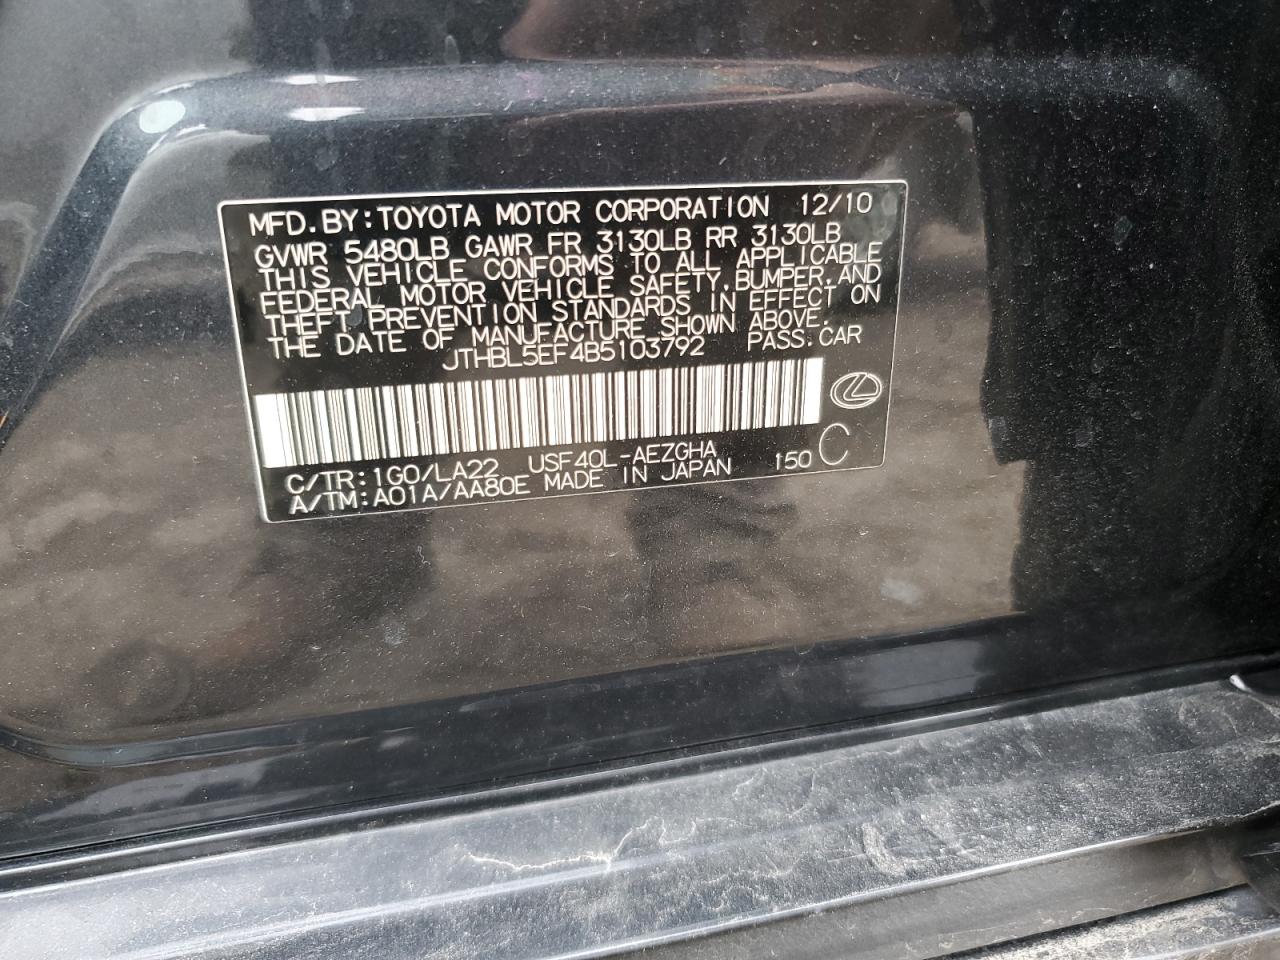 MFD.BY:TOYOTA MOTOR CORPORATION 12/10
GVWR 5480LB GAWR FR 3130LB RR 3130LB
THIS VEHICLE CONFORMS TO ALL APPLICABLE
FEDERAL MOTOR VEHICLE SAFETY,BUMPER,AND
THEFT PREVENTION STANDARDS IN EFFECT ON
THE DATE OF MANUFACTURE SHOWN ABOVE.
JTHBL5EF4B5103792 PASS.CAR
C/TR:1G0/LA22 USF40L-AEZGHA 150 C
A/TM:A01A/AA80E MADE IN JAPAN